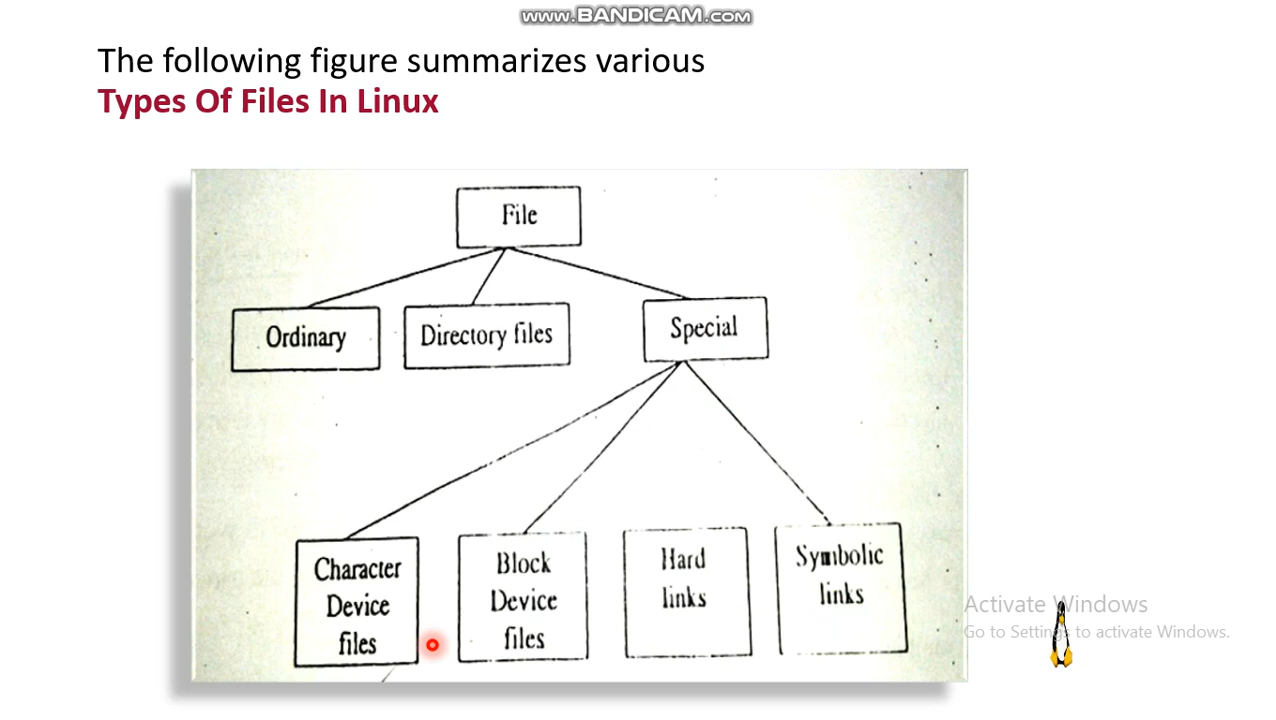 www.BANDICAM.com
The following figure summarizes various
Types Of Files In Linux
File
Ordinary
Directory files
Special
Character
Device
files
Block
Device
files
Hard
links
Symbolic
links
Activate Windows
Go to Settings to activate Windows.